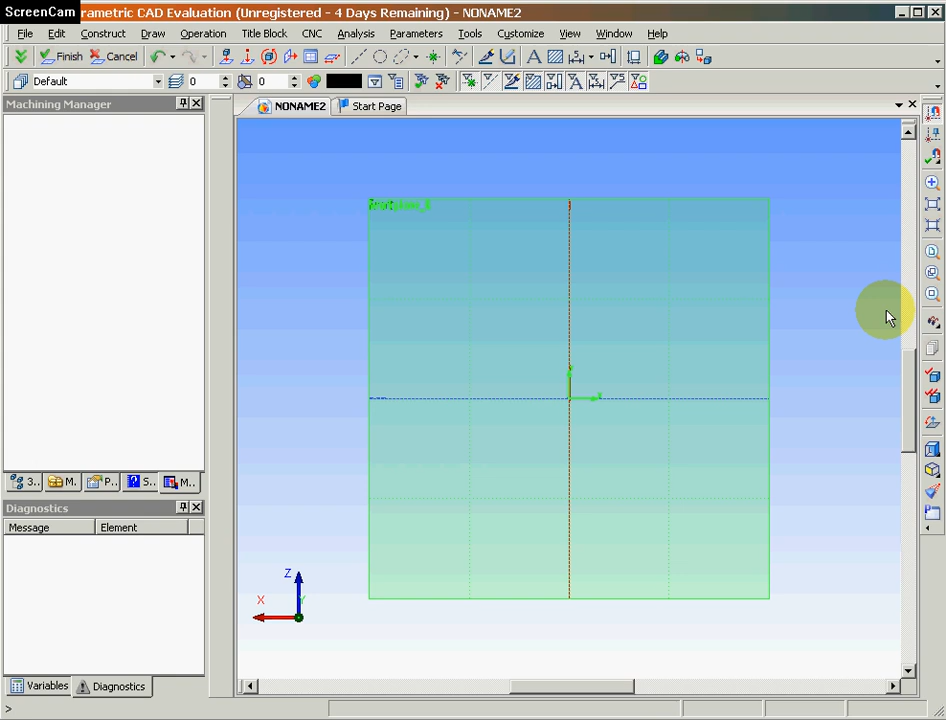 ScreenCam
rametric CAD Evaluation (Unregistered - 4 Days Remaining) - NONAME2
File Edit Construct Draw Operation Title Block CNC Analysis Parameters Tools Customize View Window Help
Finish Cancel
Default 0 0
Machining Manager
NONAME2 Start Page
3.. M. P.. S.. M..
Diagnostics
Message Element
Z
X
Y
Variables Diagnostics
>